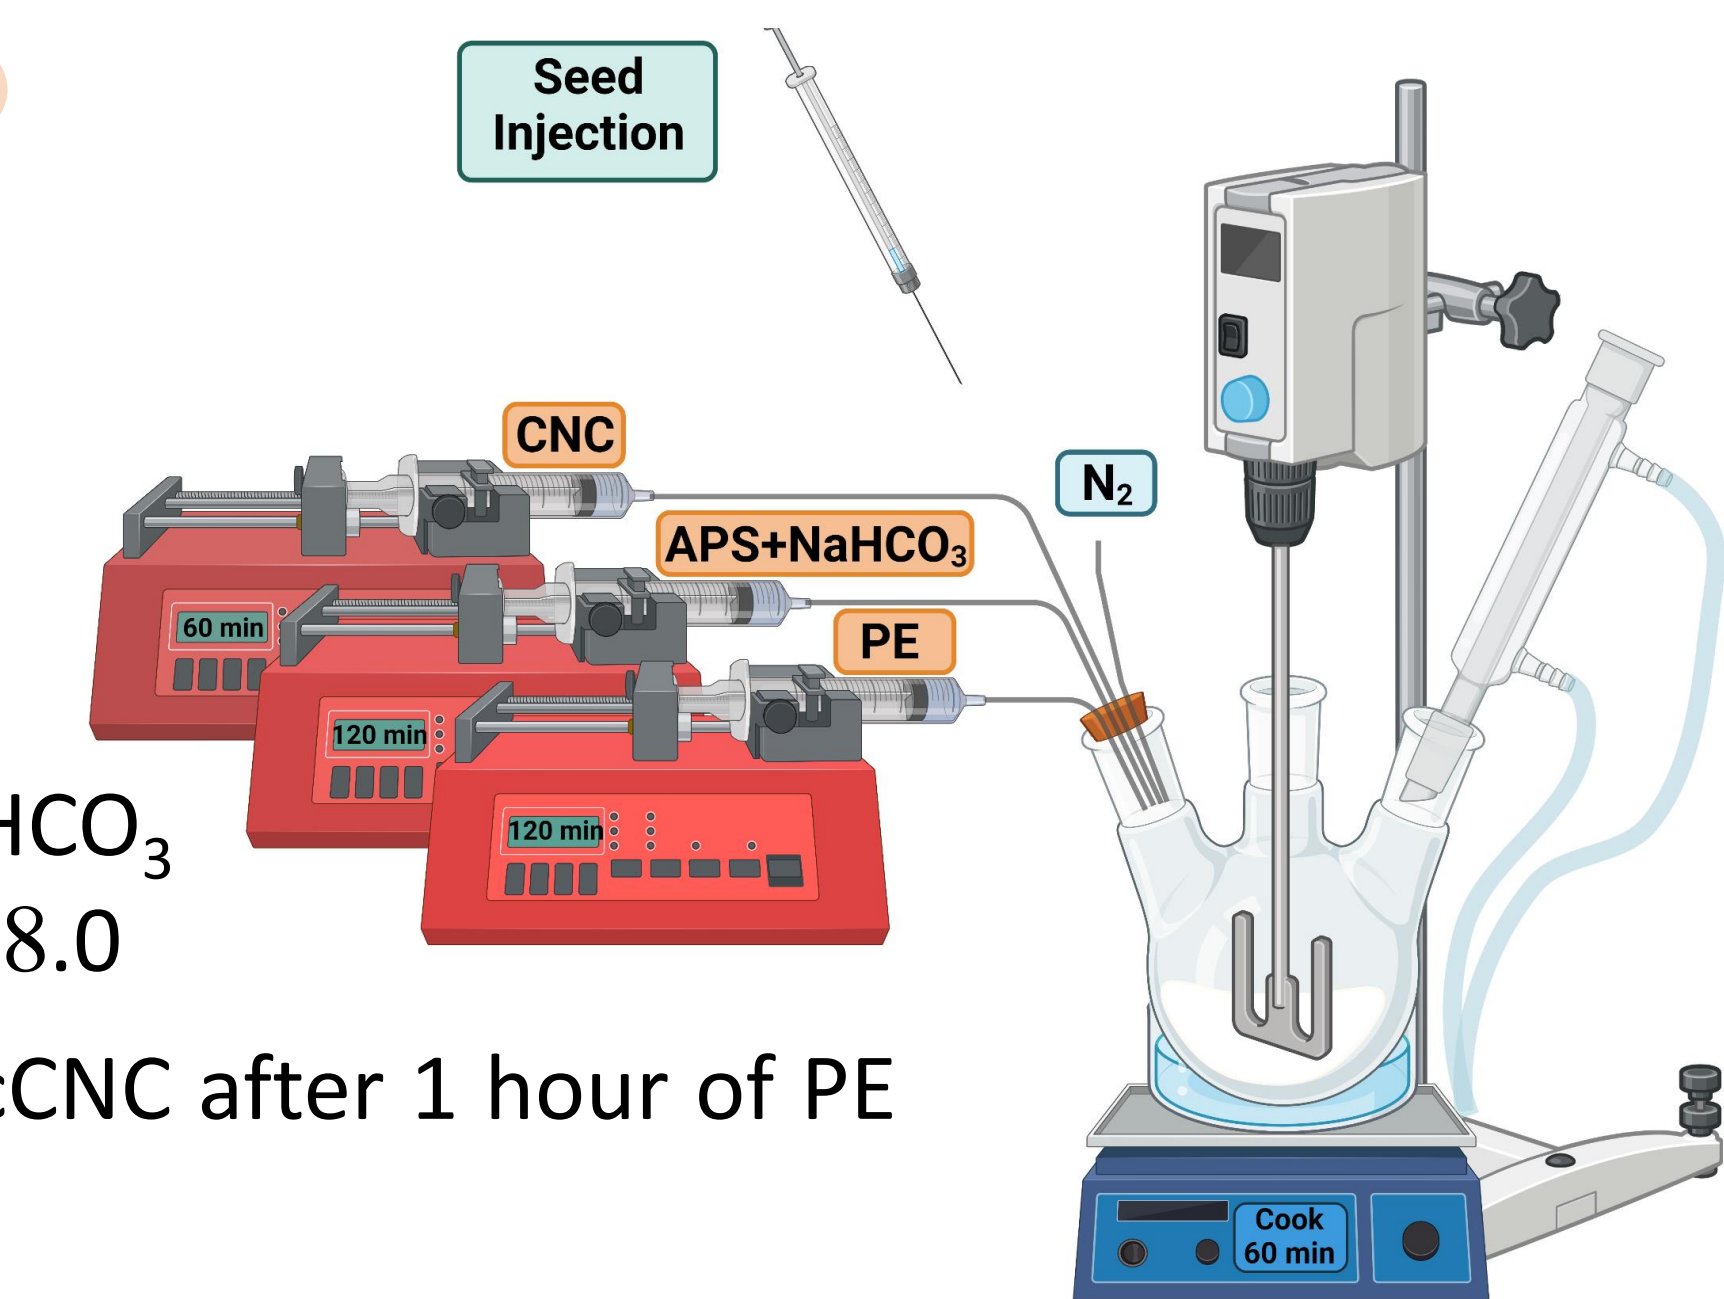 Seed
Injection
CNC
APS+NaHCO₃
PE
N₂
60 min
120 min
120 min
HCO₃
8.0
cCNC after 1 hour of PE
Cook
60 min